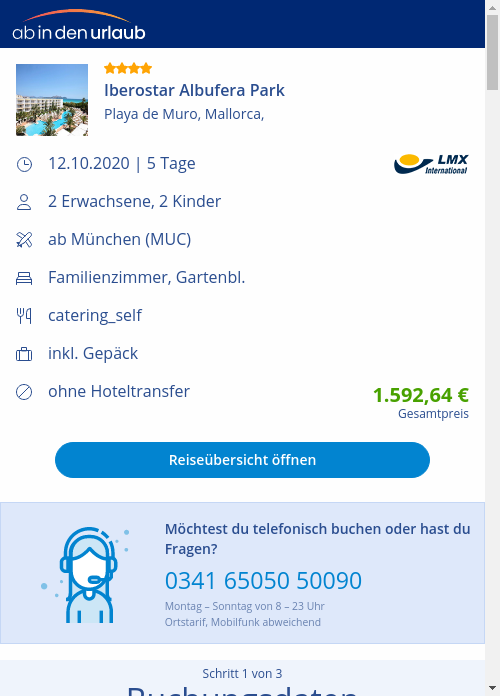 ab in den urlaub
Iberostar Albufera Park
Playa de Muro, Mallorca,
12.10.2020 | 5 Tage
LMX
International
2 Erwachsene, 2 Kinder
ab München (MUC)
Familienzimmer, Gartenbl.
catering_self
inkl. Gepäck
ohne Hoteltransfer
1.592,64 €
Gesamtpreis
Reiseübersicht öffnen
Möchtest du telefonisch buchen oder hast du
Fragen?
0341 65050 50090
Montag – Sonntag von 8 – 23 Uhr
Ortstarif, Mobilfunk abweichend
Schritt 1 von 3
Buchungsdaten